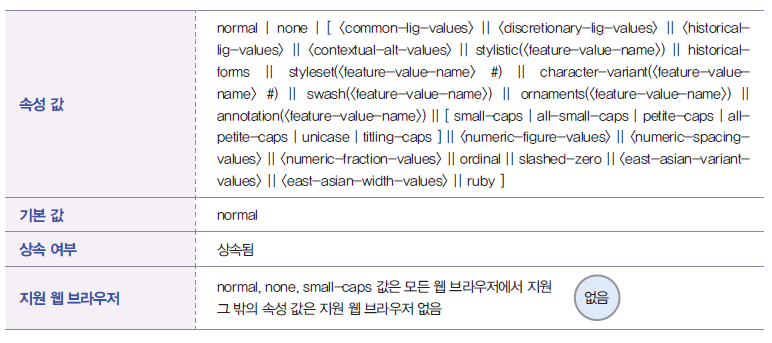 속성 값
normal | none | [ 〈common-lig-values〉 || 〈discretionary-lig-values〉 || 〈historical-
lig-values〉 || 〈contextual-alt-values〉 || stylistic(〈feature-value-name〉) || historical-
forms || styleset(〈feature-value-name〉 #) || character-variant(〈feature-value-
name〉 #) || swash(〈feature-value-name〉) || ornaments(〈feature-value-name〉) ||
annotation(〈feature-value-name〉) || [ small-caps | all-small-caps | petite-caps | all-
petite-caps | unicase | titling-caps ] || 〈numeric-figure-values〉 || 〈numeric-spacing-
values〉 || 〈numeric-fraction-values〉 || ordinal || slashed-zero || 〈east-asian-variant-
values〉 || 〈east-asian-width-values〉 || ruby ]
기본 값
normal
상속 여부
상속됨
지원 웹 브라우저
normal, none, small-caps 값은 모든 웹 브라우저에서 지원
그 밖의 속성 값은 지원 웹 브라우저 없음
없음